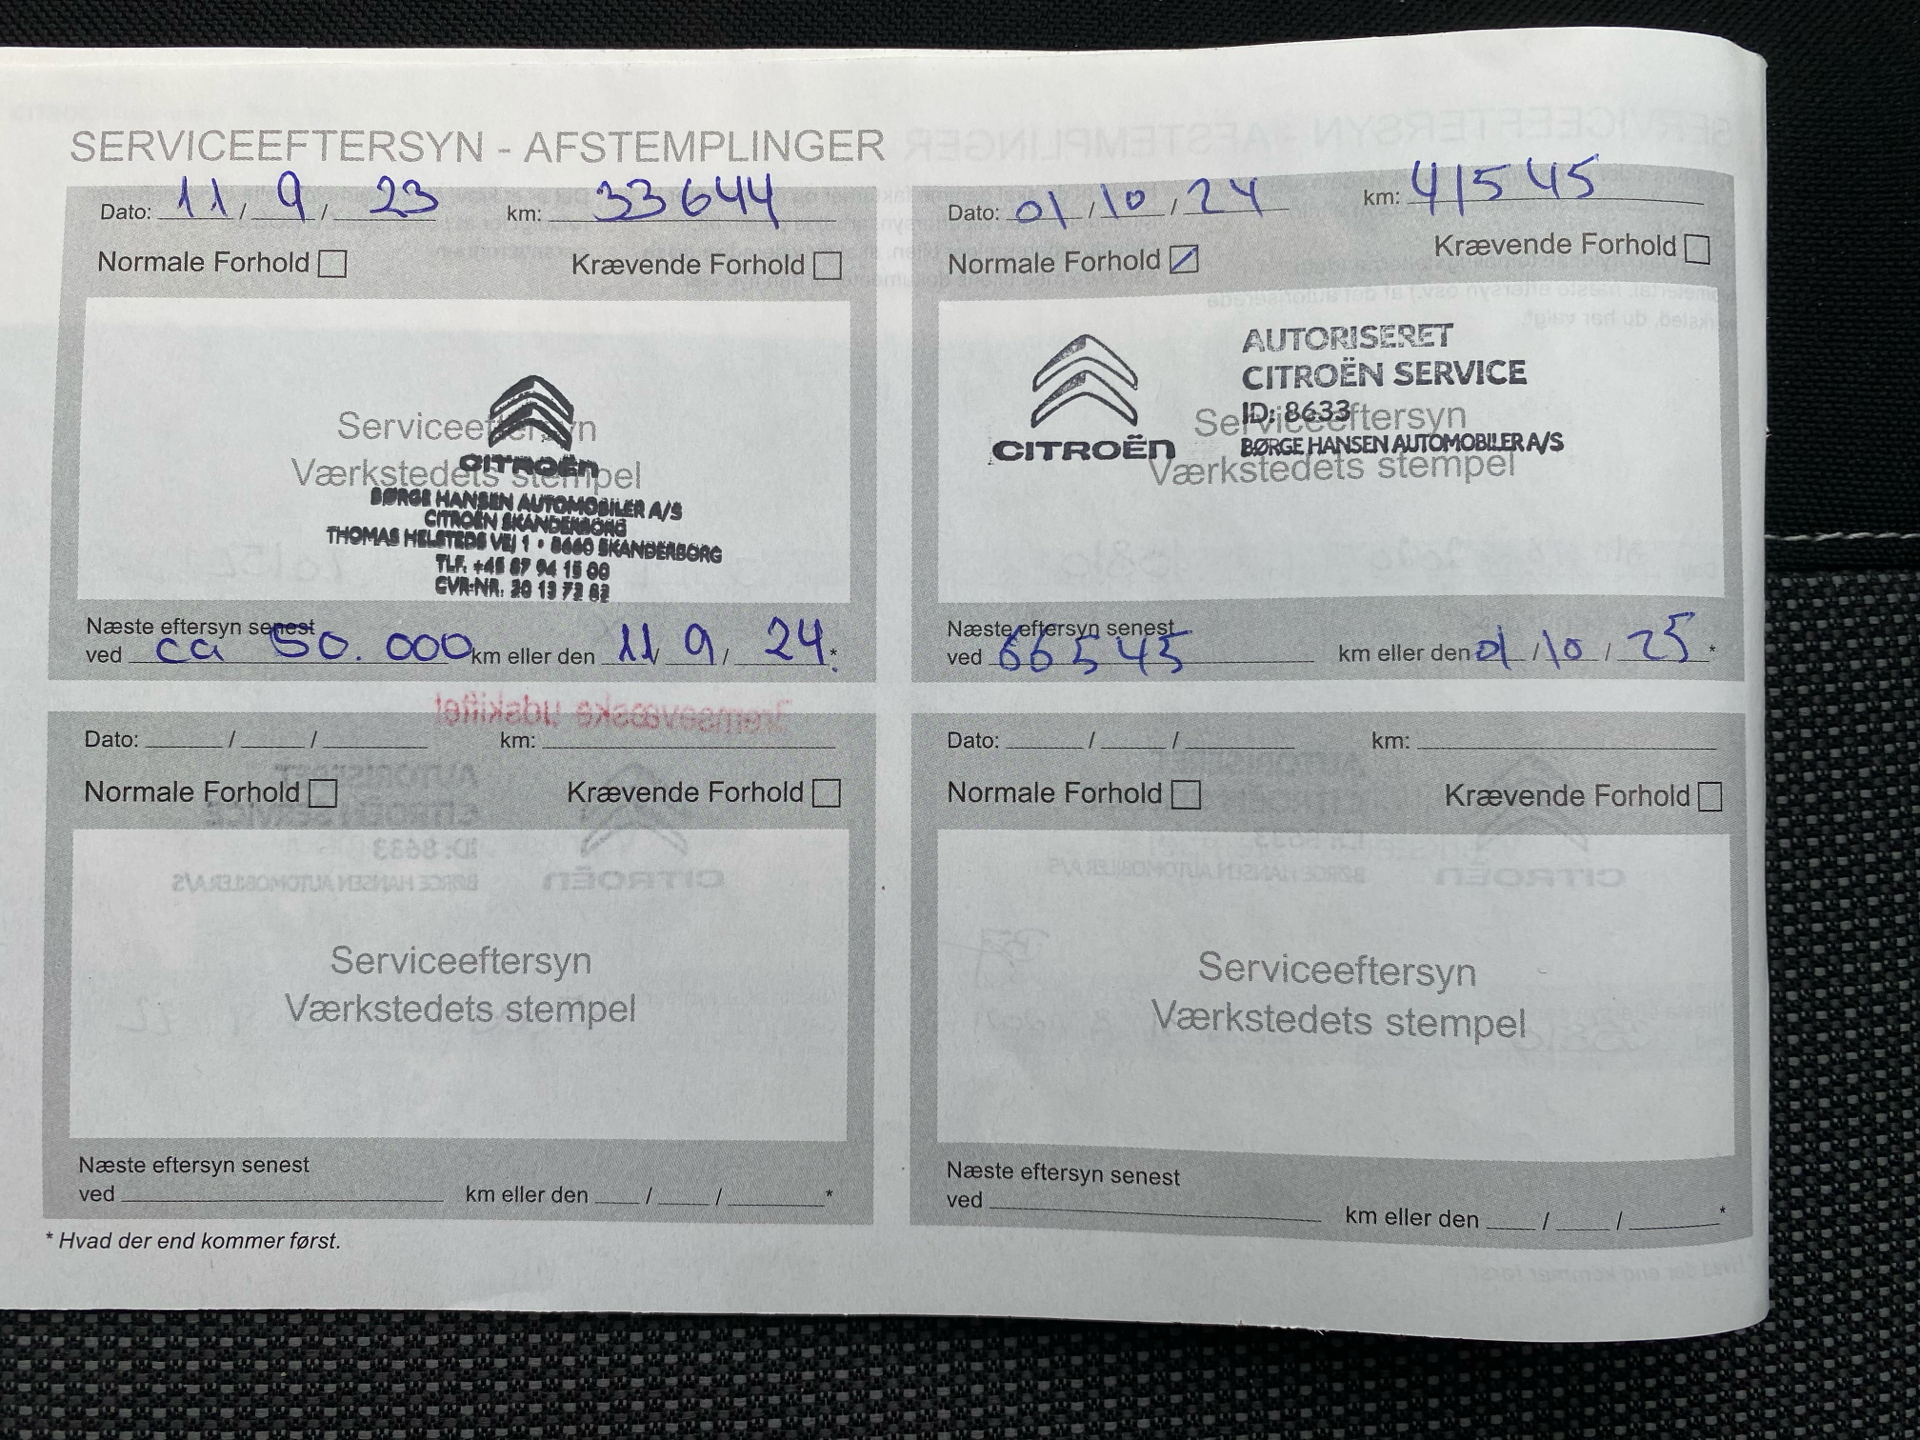 SERVICEEFTERSYN - AFSTEMPLINGER
Dato: 11 / 9 / 23 km: 33644
Normale Forhold Krævende Forhold
Serviceeftersyn
Værkstedets stempel
CITROËN
BØRGE HANSEN AUTOMOBILER A/S
CITROËN SKANDERBORG
THOMAS HELSTEDS VEJ 1 • 8660 SKANDERBORG
TLF. +45 87 94 15 00
CVR-NR. 20 13 72 82
Næste eftersyn senest
ved ca 50.000 km eller den 11 / 9 / 24. *
Dato: 01 / 10 / 24 km: 41545
Normale Forhold Krævende Forhold
AUTORISERET
CITROËN SERVICE
ID: 8633
BØRGE HANSEN AUTOMOBILER A/S
CITROËN
Serviceeftersyn
Værkstedets stempel
Næste eftersyn senest
ved 66545 km eller den 01 / 10 / 25 *
Dato: / / km:
Normale Forhold Krævende Forhold
Serviceeftersyn
Værkstedets stempel
Næste eftersyn senest
ved km eller den / / *
Dato: / / km:
Normale Forhold Krævende Forhold
Serviceeftersyn
Værkstedets stempel
Næste eftersyn senest
ved km eller den / / *
* Hvad der end kommer først.